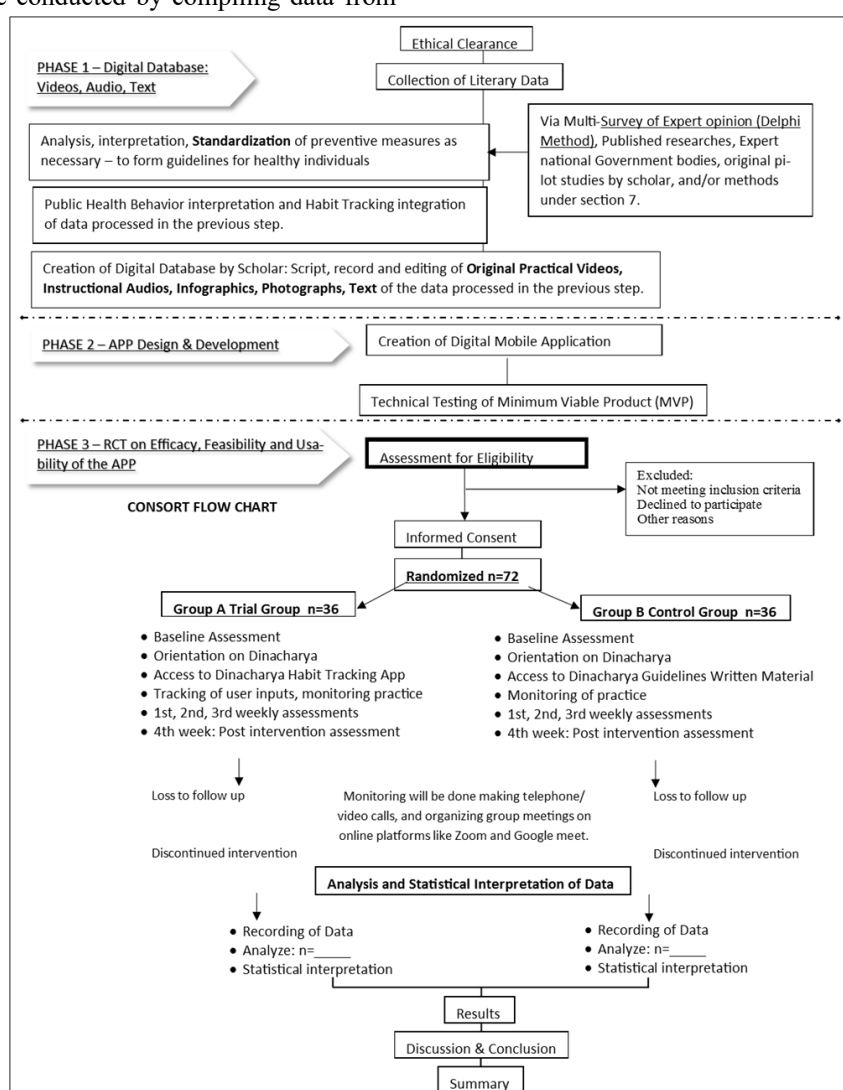 e conducted by compiling data from
Ethical Clearance
PHASE 1 – Digital Database:
Videos, Audio, Text
Collection of Literary Data
Analysis, interpretation, Standardization of preventive measures as
necessary – to form guidelines for healthy individuals
Via Multi-Survey of Expert opinion (Delphi
Method), Published researches, Expert
national Government bodies, original pi-
lot studies by scholar, and/or methods
under section 7.
Public Health Behavior interpretation and Habit Tracking integration
of data processed in the previous step.
Creation of Digital Database by Scholar: Script, record and editing of Original Practical Videos,
Instructional Audios, Infographics, Photographs, Text of the data processed in the previous step.
PHASE 2 – APP Design & Development
Creation of Digital Mobile Application
Technical Testing of Minimum Viable Product (MVP)
PHASE 3 – RCT on Efficacy, Feasibility and Usa-
bility of the APP
Assessment for Eligibility
Excluded:
Not meeting inclusion criteria
Declined to participate
Other reasons
CONSORT FLOW CHART
Informed Consent
Randomized n=72
Group A Trial Group n=36
• Baseline Assessment
• Orientation on Dinacharya
• Access to Dinacharya Habit Tracking App
• Tracking of user inputs, monitoring practice
• 1st, 2nd, 3rd weekly assessments
• 4th week: Post intervention assessment
Group B Control Group n=36
• Baseline Assessment
• Orientation on Dinacharya
• Access to Dinacharya Guidelines Written Material
• Monitoring of practice
• 1st, 2nd, 3rd weekly assessments
• 4th week: Post intervention assessment
Loss to follow up
Discontinued intervention
Monitoring will be done making telephone/
video calls, and organizing group meetings on
online platforms like Zoom and Google meet.
Loss to follow up
Discontinued intervention
Analysis and Statistical Interpretation of Data
• Recording of Data
• Analyze: n=_____
• Statistical interpretation
• Recording of Data
• Analyze: n=_____
• Statistical interpretation
Results
Discussion & Conclusion
Summary